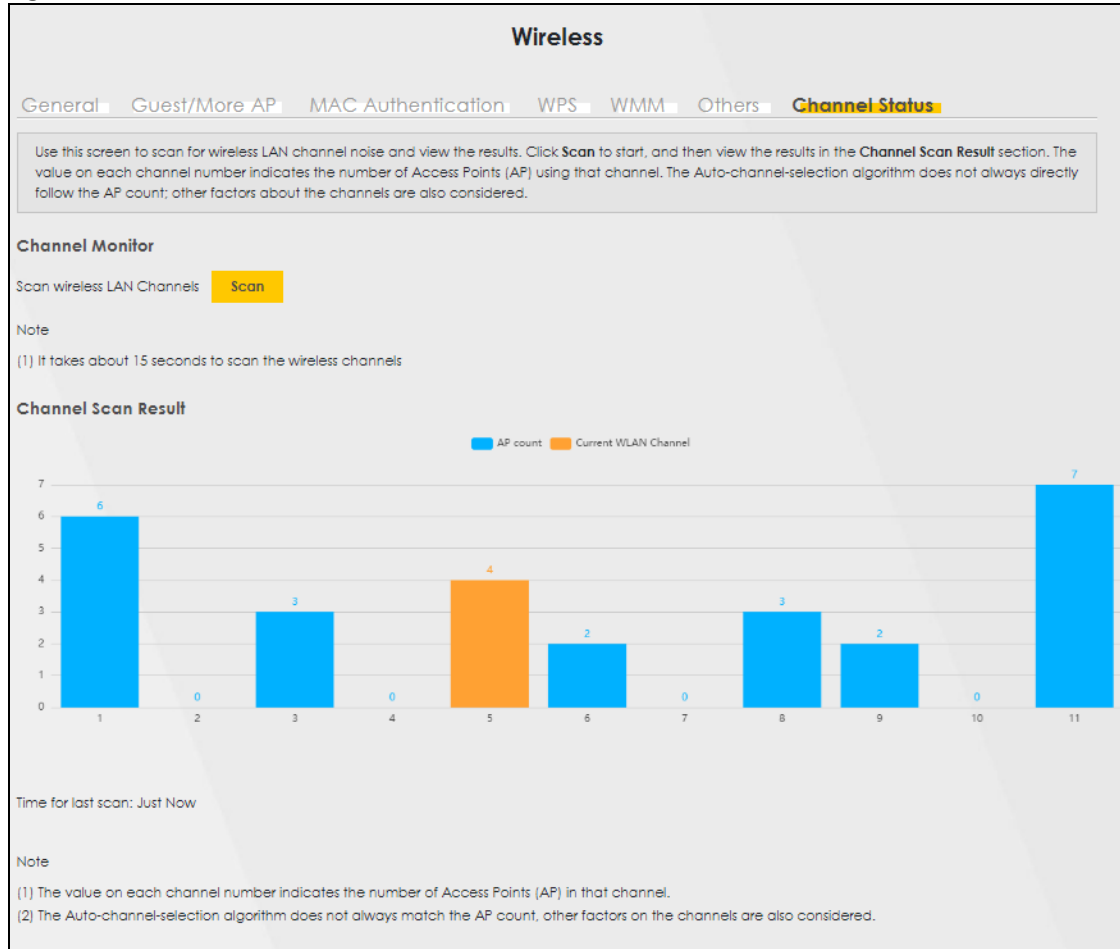 Wireless
General Guest/More AP MAC Authentication WPS WMM Others Channel Status
Use this screen to scan for wireless LAN channel noise and view the results. Click Scan to start, and then view the results in the Channel Scan Result section. The
value on each channel number indicates the number of Access Points (AP) using that channel. The Auto-channel-selection algorithm does not always directly
follow the AP count; other factors about the channels are also considered.
Channel Monitor
Scan wireless LAN Channels Scan
Note
(1) It takes about 15 seconds to scan the wireless channels
Channel Scan Result
AP count Current WLAN Channel
7
6
5
4
3
2
1
0
6 0 3 0 4 2 0 3 2 0 7
1 2 3 4 5 6 7 8 9 10 11
Time for last scan: Just Now
Note
(1) The value on each channel number indicates the number of Access Points (AP) in that channel.
(2) The Auto-channel-selection algorithm does not always match the AP count, other factors on the channels are also considered.